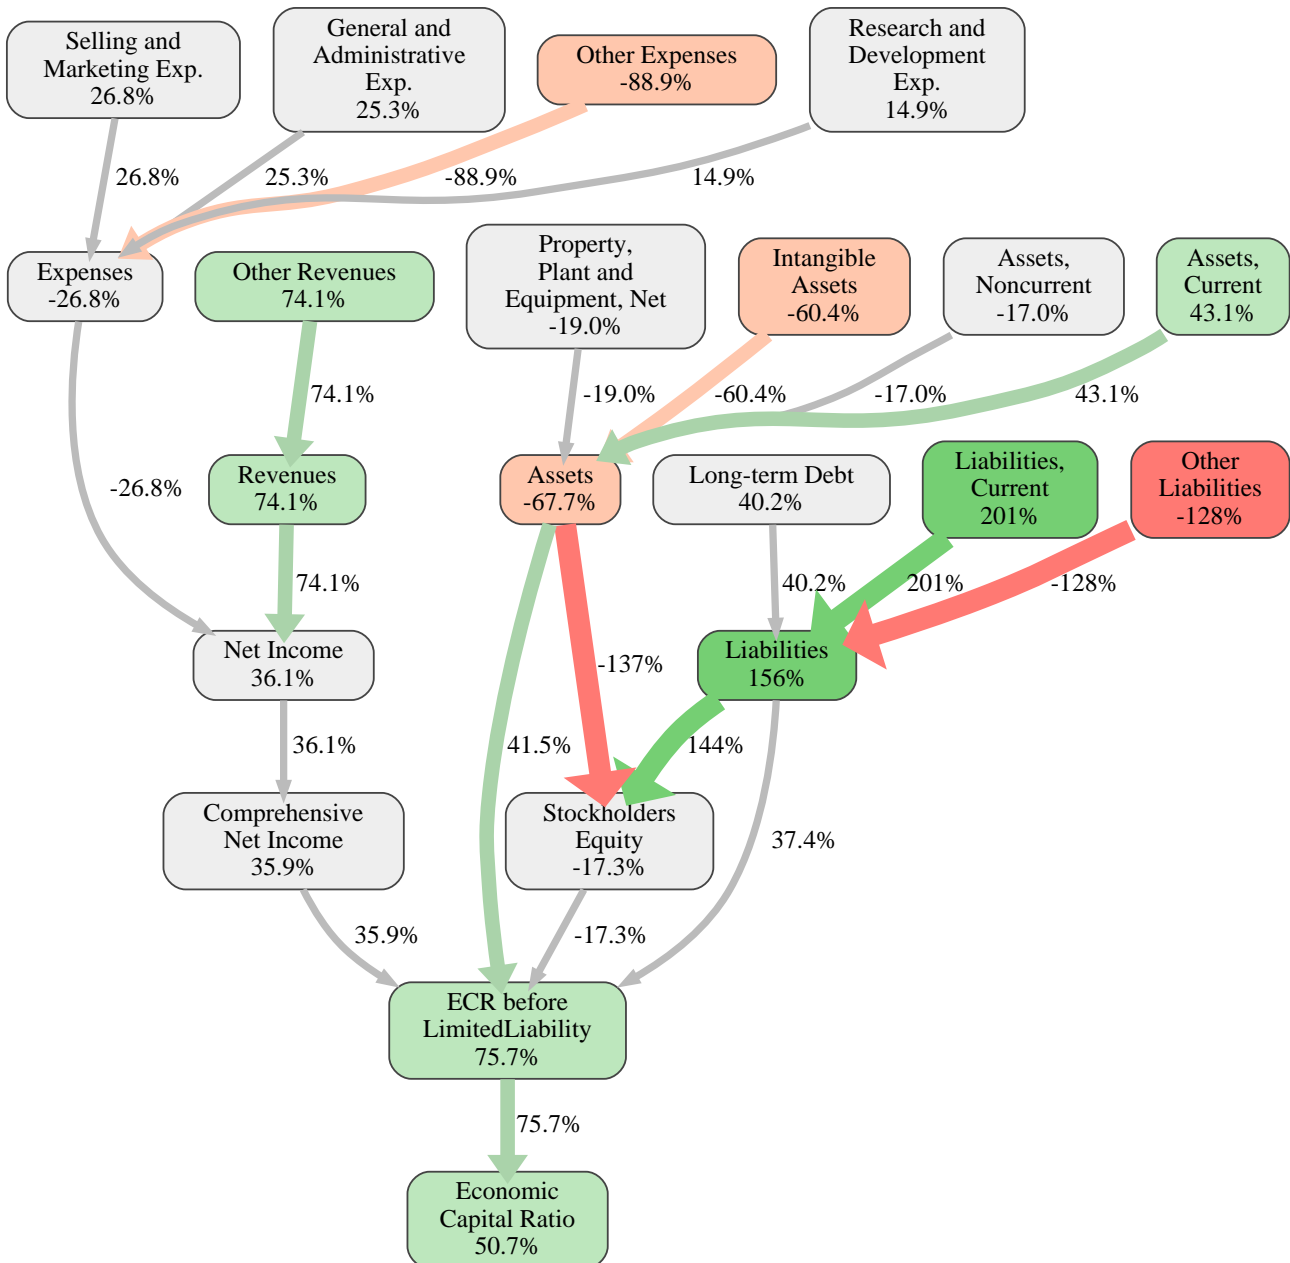 Selling and
Marketing Exp.
26.8%
General and
Administrative
Exp.
25.3%
Other Expenses
-88.9%
Research and
Development
Exp.
14.9%
26.8%
25.3%
-88.9%
14.9%
Expenses
-26.8%
Other Revenues
74.1%
Property,
Plant and
Equipment, Net
-19.0%
Intangible
Assets
-60.4%
Assets,
Noncurrent
-17.0%
Assets,
Current
43.1%
74.1%
-19.0%
-60.4%
-17.0%
43.1%
-26.8%
Revenues
74.1%
Assets
-67.7%
Long-term Debt
40.2%
Liabilities,
Current
201%
Other
Liabilities
-128%
74.1%
40.2%
201%
-128%
Net Income
36.1%
-137%
Liabilities
156%
36.1%
41.5%
144%
Comprehensive
Net Income
35.9%
Stockholders
Equity
-17.3%
37.4%
35.9%
-17.3%
ECR before
LimitedLiability
75.7%
75.7%
Economic
Capital Ratio
50.7%